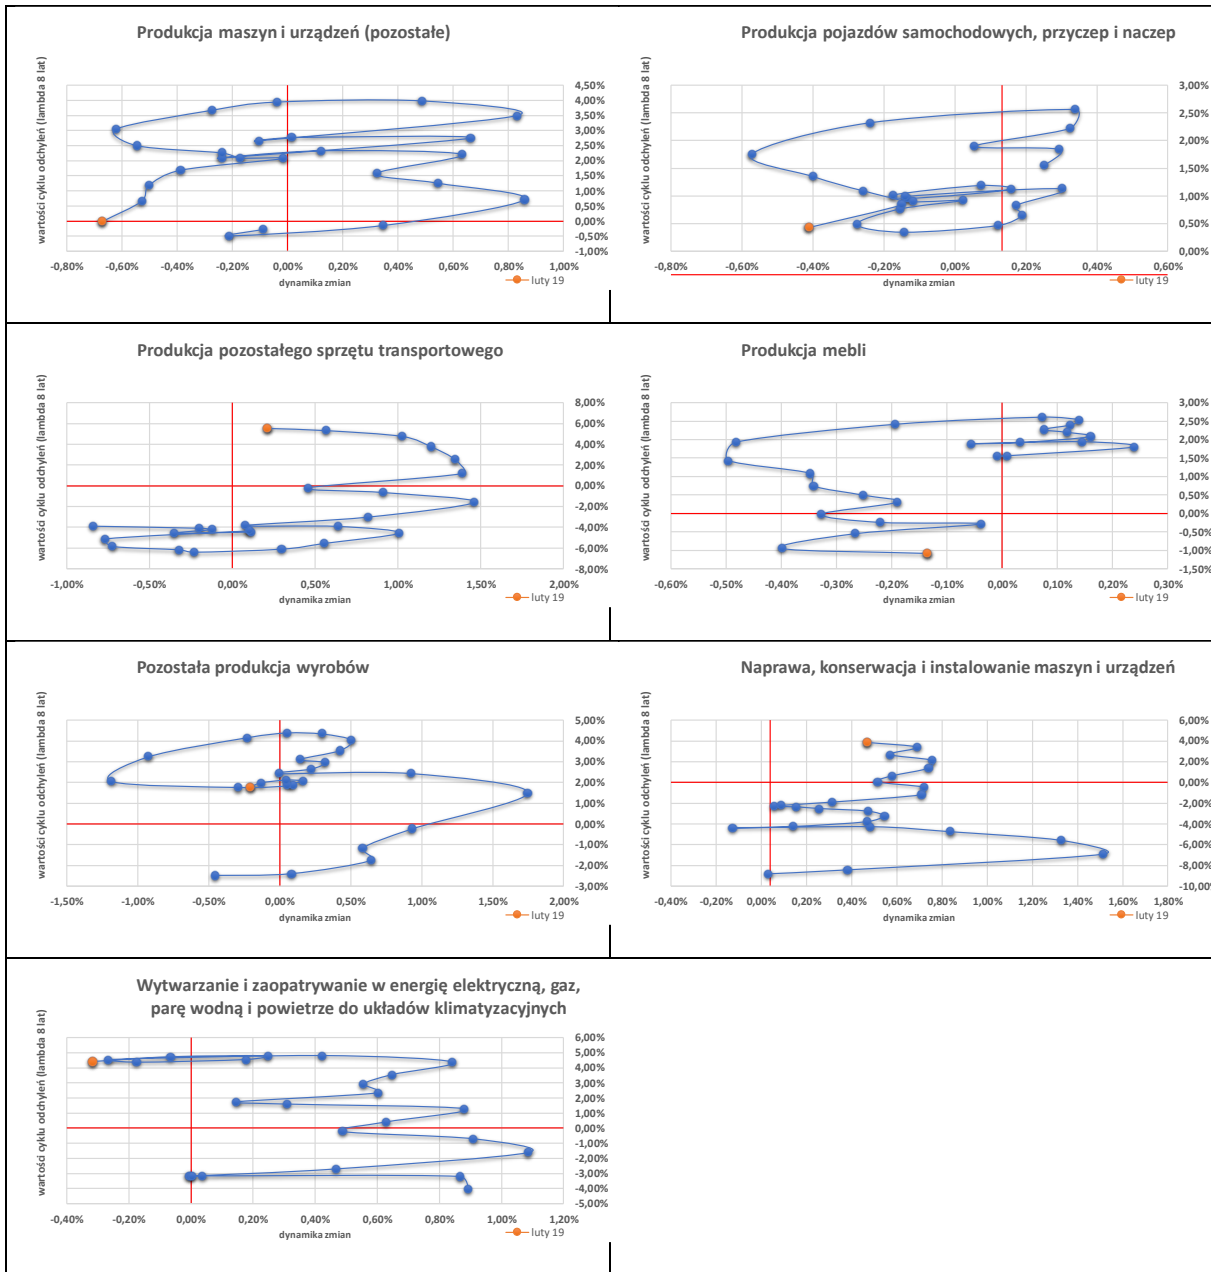 Produkcja maszyn i urządzeń (pozostałe)
wartości cyklu odchyleń (lambda 8 lat)
4,50%
4,00%
3,50%
3,00%
2,50%
2,00%
1,50%
1,00%
0,50%
0,00%
-0,50%
-1,00%
-0,80% -0,60% -0,40% -0,20% 0,00% 0,20% 0,40% 0,60% 0,80% 1,00%
dynamika zmian
luty 19
Produkcja pojazdów samochodowych, przyczep i naczep
wartości cyklu odchyleń (lambda 8 lat)
3,00%
2,50%
2,00%
1,50%
1,00%
0,50%
0,00%
-0,80% -0,60% -0,40% -0,20% 0,00% 0,20% 0,40% 0,60%
dynamika zmian
luty 19
Produkcja pozostałego sprzętu transportowego
wartości cyklu odchyleń (lambda 8 lat)
8,00%
6,00%
4,00%
2,00%
0,00%
-2,00%
-4,00%
-6,00%
-8,00%
-1,00% -0,50% 0,00% 0,50% 1,00% 1,50% 2,00%
dynamika zmian
luty 19
Produkcja mebli
wartości cyklu odchyleń (lambda 8 lat)
3,00%
2,50%
2,00%
1,50%
1,00%
0,50%
0,00%
-0,50%
-1,00%
-1,50%
-0,60% -0,50% -0,40% -0,30% -0,20% -0,10% 0,00% 0,10% 0,20% 0,30%
dynamika zmian
luty 19
Pozostała produkcja wyrobów
wartości cyklu odchyleń (lambda 8 lat)
5,00%
4,00%
3,00%
2,00%
1,00%
0,00%
-1,00%
-2,00%
-3,00%
-1,50% -1,00% -0,50% 0,00% 0,50% 1,00% 1,50% 2,00%
dynamika zmian
luty 19
Naprawa, konserwacja i instalowanie maszyn i urządzeń
wartości cyklu odchyleń (lambda 8 lat)
6,00%
4,00%
2,00%
0,00%
-2,00%
-4,00%
-6,00%
-8,00%
-10,00%
-0,40% -0,20% 0,00% 0,20% 0,40% 0,60% 0,80% 1,00% 1,20% 1,40% 1,60% 1,80%
dynamika zmian
luty 19
Wytwarzanie i zaopatrywanie w energię elektryczną, gaz,
parę wodną i powietrze do układów klimatyzacyjnych
wartości cyklu odchyleń (lambda 8 lat)
6,00%
5,00%
4,00%
3,00%
2,00%
1,00%
0,00%
-1,00%
-2,00%
-3,00%
-4,00%
-5,00%
-0,40% -0,20% 0,00% 0,20% 0,40% 0,60% 0,80% 1,00% 1,20%
dynamika zmian
luty 19